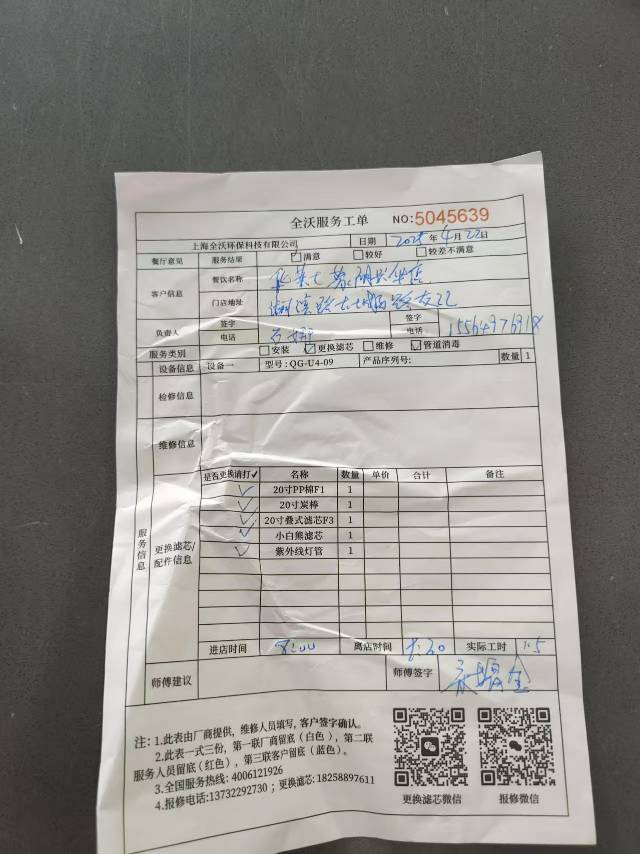 全沃服务工单 NO:5045639
上海全沃环保科技有限公司 日期 年4月22日
餐厅意见 服务结果 满意 较好 较差不满意
客户信息 餐饮名称
门店地址
负责人 签字 签字
电话 电话
服务类别 安装 更换滤芯 维修 管道消毒
设备信息 设备一 型号:QG-U4-09 产品序列号: 数量 1
检修信息
维修信息
服务信息
更换滤芯/配件信息
是否更换请打✓ 名称 数量 单价 合计 备注
✓ 20寸PP棉F1 1
✓ 20寸炭棒 1
✓ 20寸叠式滤芯F3 1
✓ 小白熊滤芯 1
✓ 紫外线灯管 1
进店时间 8:00 离店时间 实际工时 1.5
师傅建议 师傅签字
注:1.此表由厂商提供,维修人员填写,客户签字确认。
2.此表一式三份,第一联厂商留底(白色),第二联
服务人员留底(红色),第三联客户留底(蓝色)。
3.全国服务热线:4006121926
4.报修电话:13732292730;更换滤芯:18258897611
更换滤芯微信 报修微信